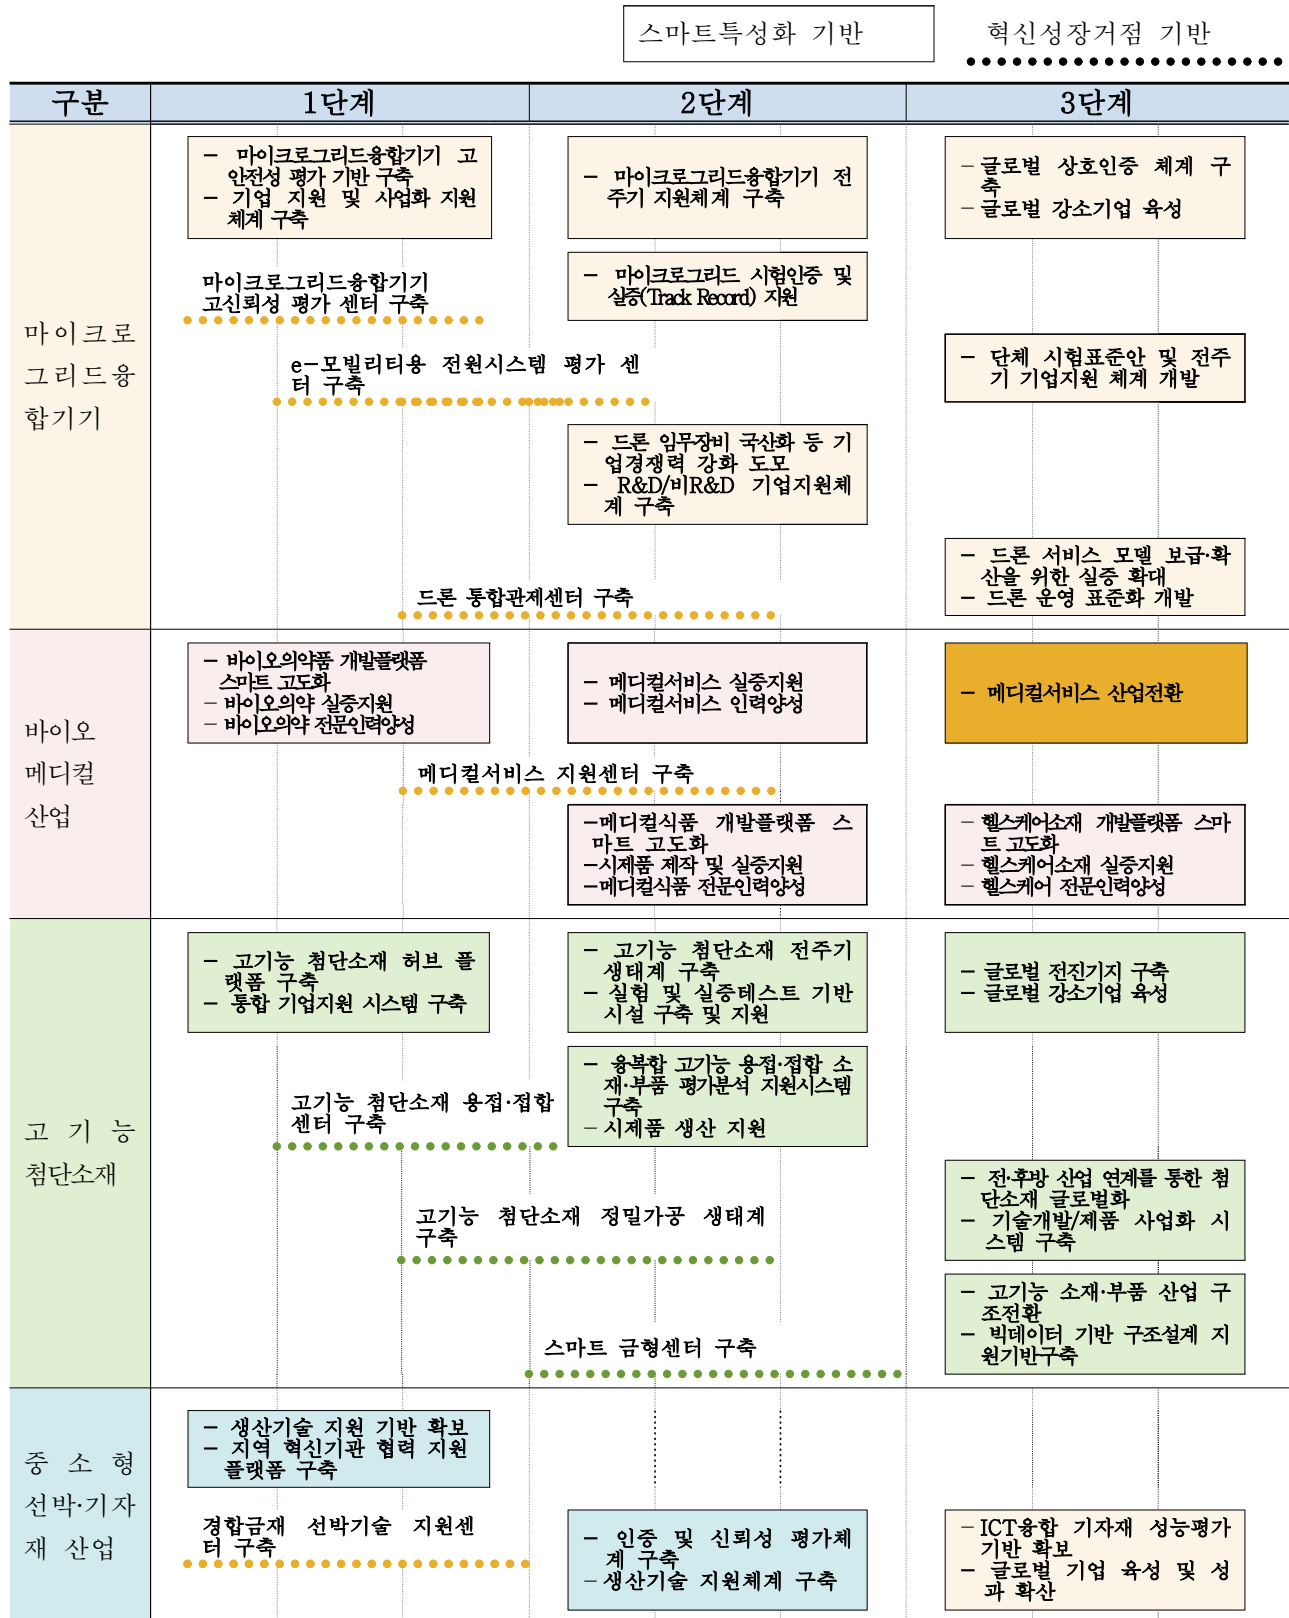 스마트특성화 기반
혁신성장거점 기반
구분
1단계
2단계
3단계
마이크로
그리드융
합기기
– 마이크로그리드융합기기 고
안전성 평가 기반 구축
– 기업 지원 및 사업화 지원
체계 구축
– 마이크로그리드융합기기 전
주기 지원체계 구축
– 글로벌 상호인증 체계 구
축
– 글로벌 강소기업 육성
마이크로그리드융합기기
고신뢰성 평가 센터 구축
– 마이크로그리드 시험인증 및
실증(Track Record) 지원
e-모빌리티용 전원시스템 평가 센
터 구축
– 단체 시험표준안 및 전주
기 기업지원 체계 개발
– 드론 임무장비 국산화 등 기
업경쟁력 강화 도모
– R&D/비R&D 기업지원체
계 구축
드론 통합관제센터 구축
– 드론 서비스 모델 보급·확
산을 위한 실증 확대
– 드론 운영 표준화 개발
바이오
메디컬
산업
– 바이오의약품 개발플랫폼
스마트 고도화
– 바이오의약 실증지원
– 바이오의약 전문인력양성
– 메디컬서비스 실증지원
– 메디컬서비스 인력양성
– 메디컬서비스 산업전환
메디컬서비스 지원센터 구축
–메디컬식품 개발플랫폼 스
마트 고도화
–시제품 제작 및 실증지원
–메디컬식품 전문인력양성
– 헬스케어소재 개발플랫폼 스마
트 고도화
– 헬스케어소재 실증지원
– 헬스케어 전문인력양성
고 기 능
첨단소재
– 고기능 첨단소재 허브 플
랫폼 구축
– 통합 기업지원 시스템 구축
– 고기능 첨단소재 전주기
생태계 구축
– 실험 및 실증테스트 기반
시설 구축 및 지원
– 글로벌 전진기지 구축
– 글로벌 강소기업 육성
고기능 첨단소재 용접·접합
센터 구축
– 융복합 고기능 용접·접합 소
재·부품 평가분석 지원시스템
구축
– 시제품 생산 지원
고기능 첨단소재 정밀가공 생태계
구축
– 전·후방 산업 연계를 통한 첨
단소재 글로벌화
– 기술개발/제품 사업화 시
스템 구축
스마트 금형센터 구축
– 고기능 소재·부품 산업 구
조전환
– 빅데이터 기반 구조설계 지
원기반구축
중 소 형
선박·기자
재 산업
– 생산기술 지원 기반 확보
– 지역 혁신기관 협력 지원
플랫폼 구축
경합금재 선박기술 지원센
터 구축
– 인증 및 신뢰성 평가체
계 구축
– 생산기술 지원체계 구축
– ICT융합 기자재 성능평가
기반 확보
– 글로벌 기업 육성 및 성
과 확산